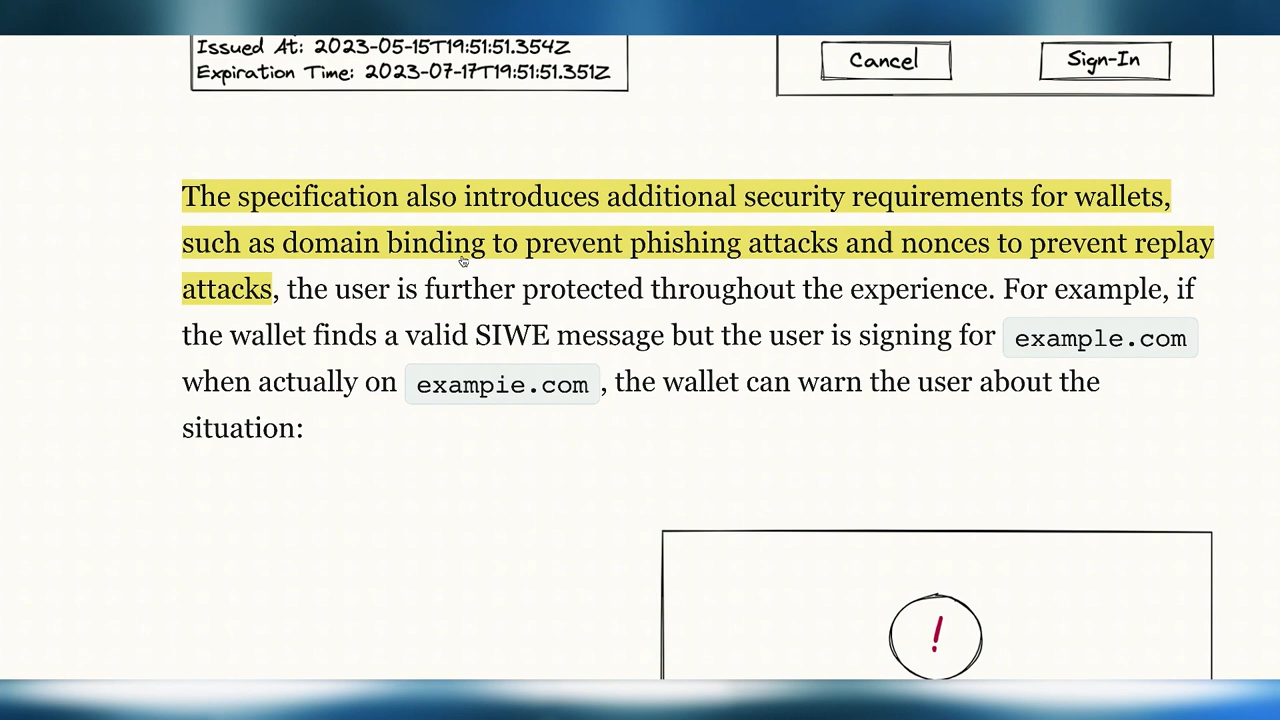 Issued At: 2023-05-15T19:51:51.354Z
Expiration Time: 2023-07-17T19:51:51.351Z
Cancel
Sign-In
The specification also introduces additional security requirements for wallets,
such as domain binding to prevent phishing attacks and nonces to prevent replay
attacks, the user is further protected throughout the experience. For example, if
the wallet finds a valid SIWE message but the user is signing for example.com
when actually on exampie.com, the wallet can warn the user about the
situation:
!